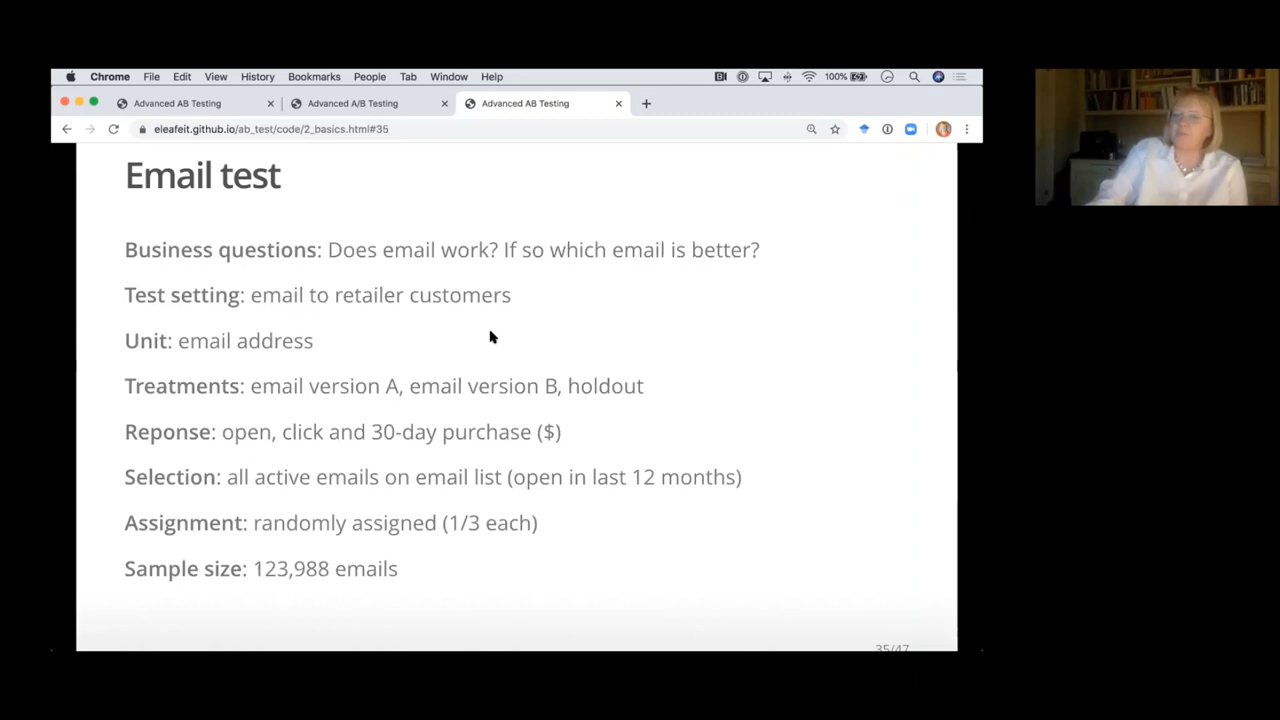 Chrome File Edit View History Bookmarks People Tab Window Help 100%
Advanced AB Testing Advanced A/B Testing Advanced AB Testing
eleafeit.github.io/ab_test/code/2_basics.html#35
Email test
Business questions: Does email work? If so which email is better?
Test setting: email to retailer customers
Unit: email address
Treatments: email version A, email version B, holdout
Reponse: open, click and 30-day purchase ($)
Selection: all active emails on email list (open in last 12 months)
Assignment: randomly assigned (1/3 each)
Sample size: 123,988 emails
35/47